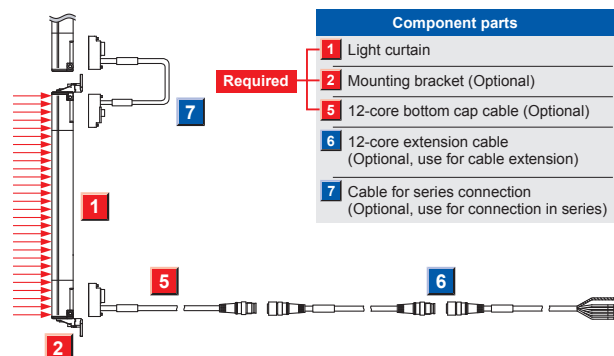 Component parts
1 Light curtain
Required
2 Mounting bracket (Optional)
5 12-core bottom cap cable (Optional)
6 12-core extension cable
(Optional, use for cable extension)
7 Cable for series connection
(Optional, use for connection in series)
7
1
5
6
2